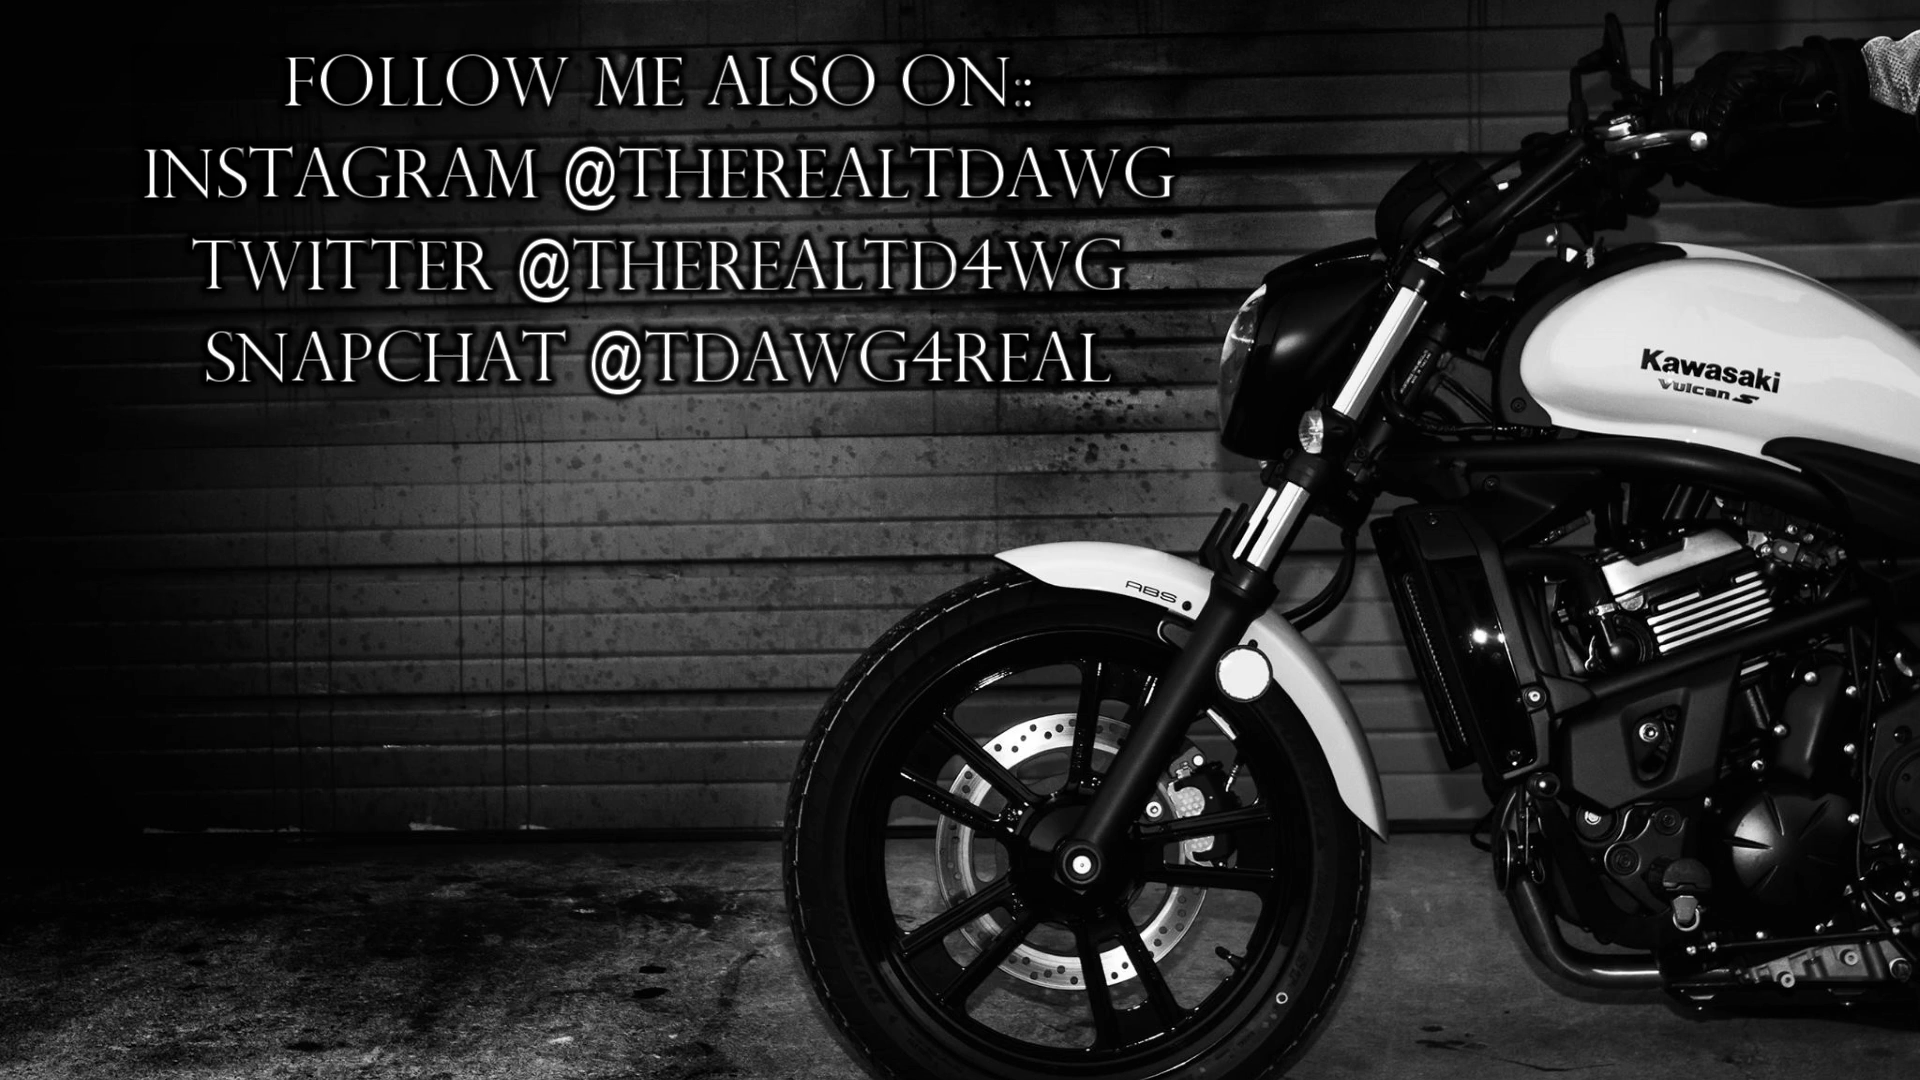 FOLLOW ME ALSO ON::
INSTAGRAM @THEREALTDAWG
TWITTER @THEREALTD4WG
SNAPCHAT @TDAWG4REAL
Kawasaki
Vulcan S
ABS